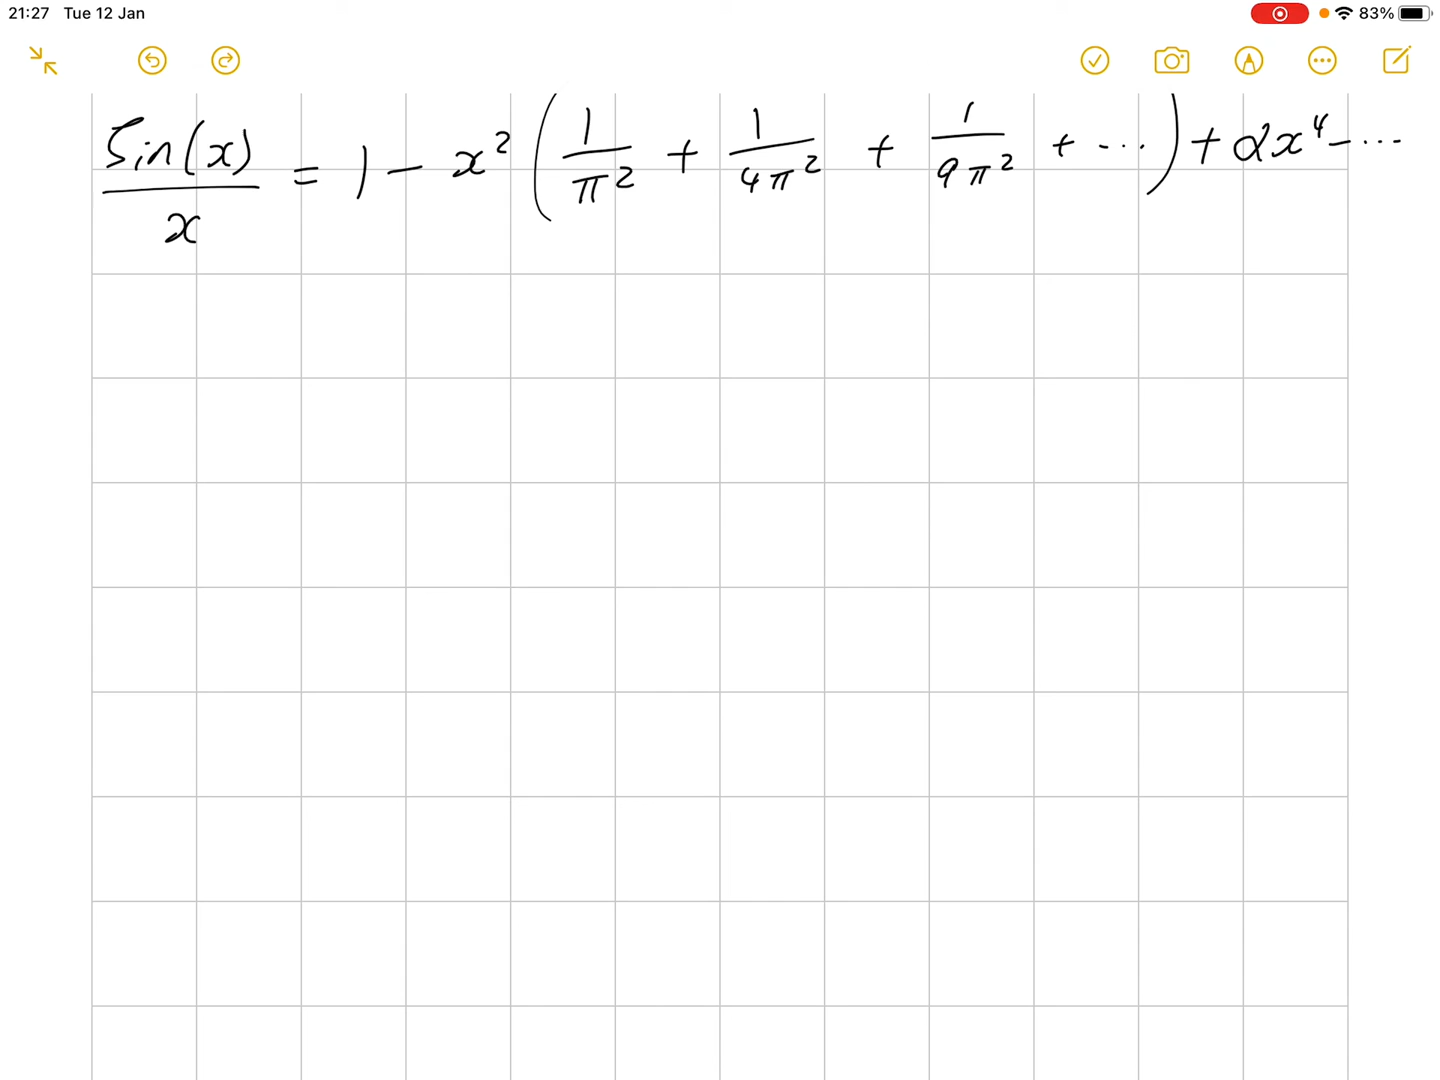 21:27 Tue 12 Jan 83%
sin(x)/x = 1 - x² (1/π² + 1/4π² + 1/9π² + ...) + αx⁴ - ...